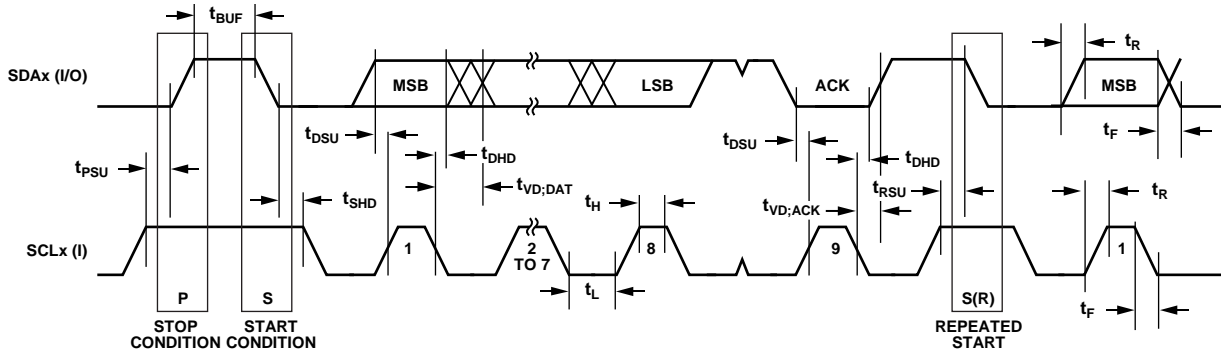 tBUF
tR
SDAx (I/O)
MSB
LSB
ACK
MSB
tDSU
tDHD
tDSU
tDHD
tF
tPSU
tSHD
tVD;DAT
tH
tVD;ACK
tRSU
tR
SCLx (I)
1
2
TO 7
8
9
1
tL
tF
P
S
S(R)
STOP
CONDITION
START
CONDITION
REPEATED
START